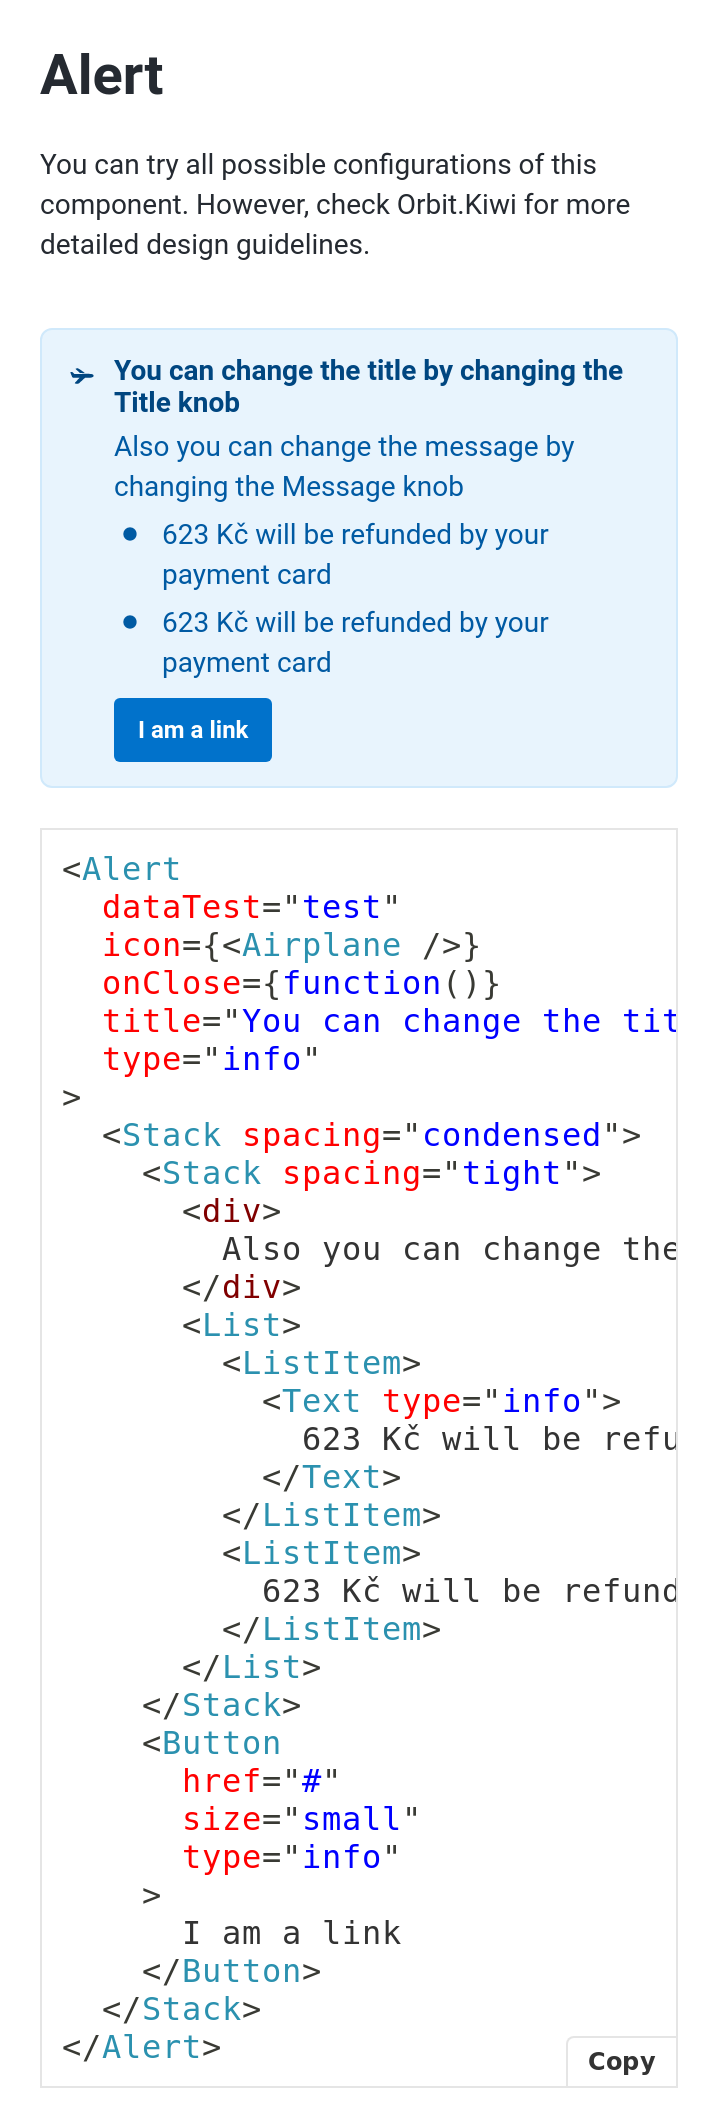 Alert
You can try all possible configurations of this
component. However, check Orbit.Kiwi for more
detailed design guidelines.
You can change the title by changing the
Title knob
Also you can change the message by
changing the Message knob
623 Kč will be refunded by your
payment card
623 Kč will be refunded by your
payment card
I am a link
<Alert
  dataTest="test"
  icon={<Airplane />}
  onClose={function()}
  title="You can change the tit
  type="info"
>
  <Stack spacing="condensed">
    <Stack spacing="tight">
      <div>
        Also you can change the
      </div>
      <List>
        <ListItem>
          <Text type="info">
            623 Kč will be refu
          </Text>
        </ListItem>
        <ListItem>
          623 Kč will be refund
        </ListItem>
      </List>
    </Stack>
    <Button
      href="#"
      size="small"
      type="info"
    >
      I am a link
    </Button>
  </Stack>
</Alert>
Copy